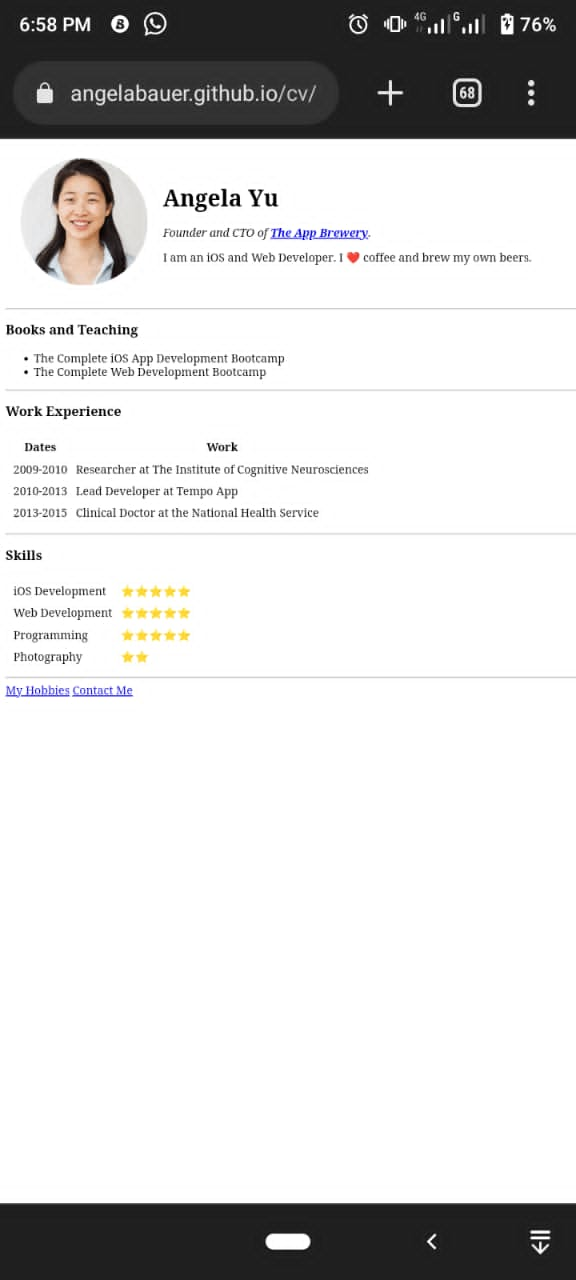 6:58 PM 4G G 76%
angelabauer.github.io/cv/ 68
Angela Yu
Founder and CTO of The App Brewery.
I am an iOS and Web Developer. I ❤️ coffee and brew my own beers.
Books and Teaching
• The Complete iOS App Development Bootcamp
• The Complete Web Development Bootcamp
Work Experience
Dates Work
2009-2010 Researcher at The Institute of Cognitive Neurosciences
2010-2013 Lead Developer at Tempo App
2013-2015 Clinical Doctor at the National Health Service
Skills
iOS Development ⭐⭐⭐⭐⭐
Web Development ⭐⭐⭐⭐⭐
Programming ⭐⭐⭐⭐⭐
Photography ⭐⭐
My Hobbies Contact Me